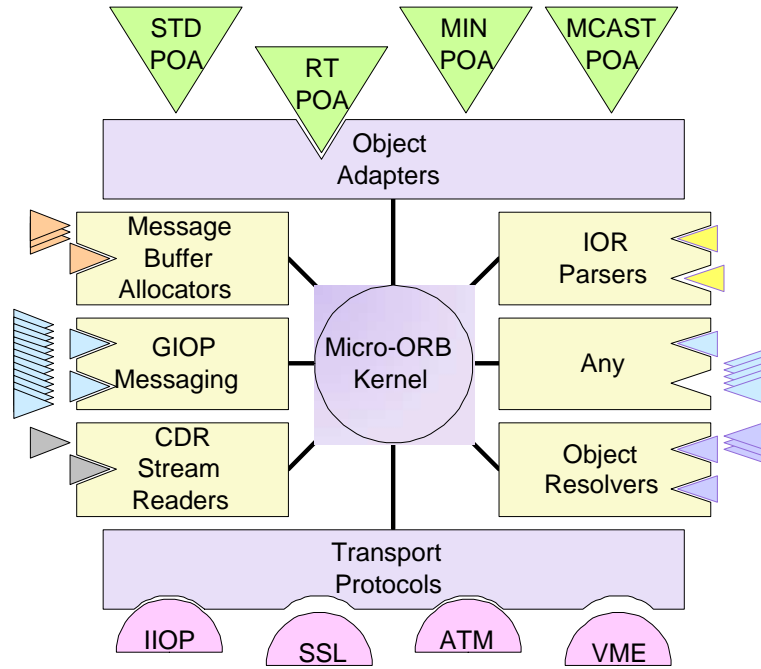 STD
POA
RT
POA
MIN
POA
MCAST
POA
Object
Adapters
Message
Buffer
Allocators
IOR
Parsers
GIOP
Messaging
Micro-ORB
Kernel
Any
CDR
Stream
Readers
Object
Resolvers
Transport
Protocols
IIOP
SSL
ATM
VME